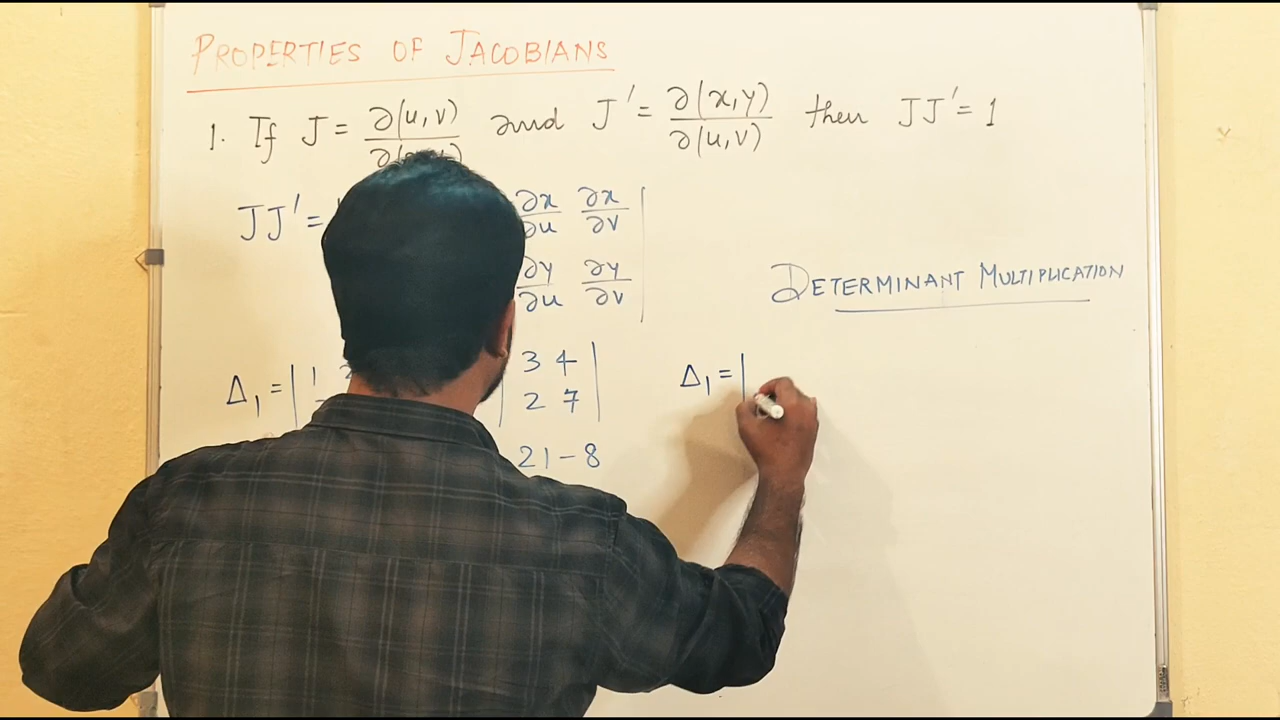 PROPERTIES OF JACOBIANS
1. If J = ∂(u,v) / and J' = ∂(x,y)/∂(u,v) then JJ' = 1
JJ' = ∂x/∂u ∂x/∂v |
∂y/∂u ∂y/∂v |
DETERMINANT MULTIPLICATION
Δ₁ = | 1 | 3 4 | Δ₁ = |
| 2 7 |
21 - 8